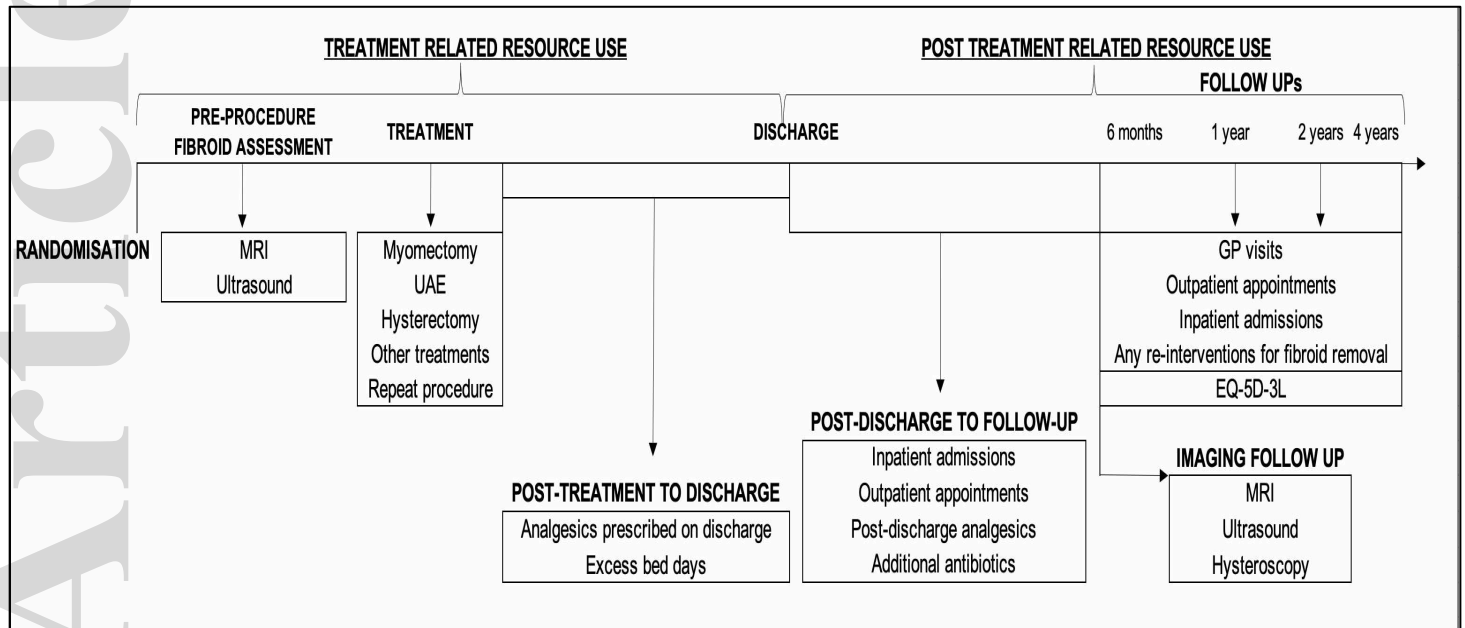 TREATMENT RELATED RESOURCE USE
POST TREATMENT RELATED RESOURCE USE
FOLLOW UPs
PRE-PROCEDURE
FIBROID ASSESSMENT
TREATMENT
DISCHARGE
6 months
1 year
2 years
4 years
RANDOMISATION
MRI
Ultrasound
Myomectomy
UAE
Hysterectomy
Other treatments
Repeat procedure
POST-TREATMENT TO DISCHARGE
Analgesics prescribed on discharge
Excess bed days
POST-DISCHARGE TO FOLLOW-UP
Inpatient admissions
Outpatient appointments
Post-discharge analgesics
Additional antibiotics
GP visits
Outpatient appointments
Inpatient admissions
Any re-interventions for fibroid removal
EQ-5D-3L
IMAGING FOLLOW UP
MRI
Ultrasound
Hysteroscopy
Article